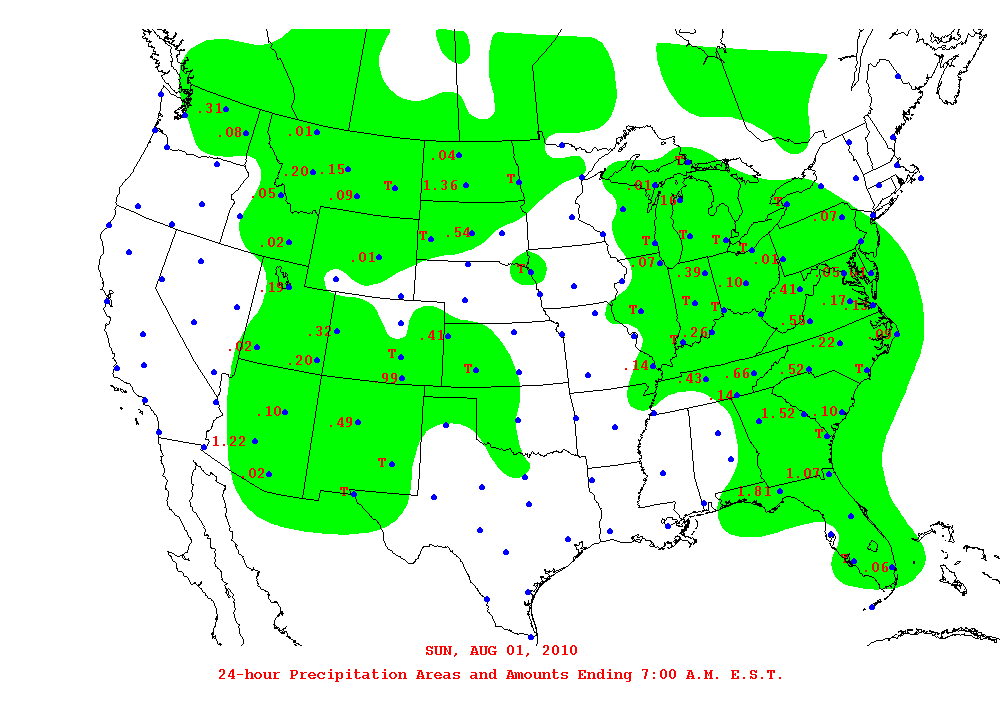 .31
.08 .01
.04
.20 .15
T
.01
.05 .09 T 1.36 T
.16
T
.07
.02 T .54
T T T T
.01 .01
.07
T .39 .05 .01
.19 .10 .41
T T .17 .13
T .53
.32 .41 .26 .09
.02 T T .22
.20 T .14 .52 T
.99 .43 .66
.14
.10 1.52 .10
.49
1.22 T
T
.02 1.07
T 1.81
T .06
SUN, AUG 01, 2010
24-hour Precipitation Areas and Amounts Ending 7:00 A.M. E.S.T.